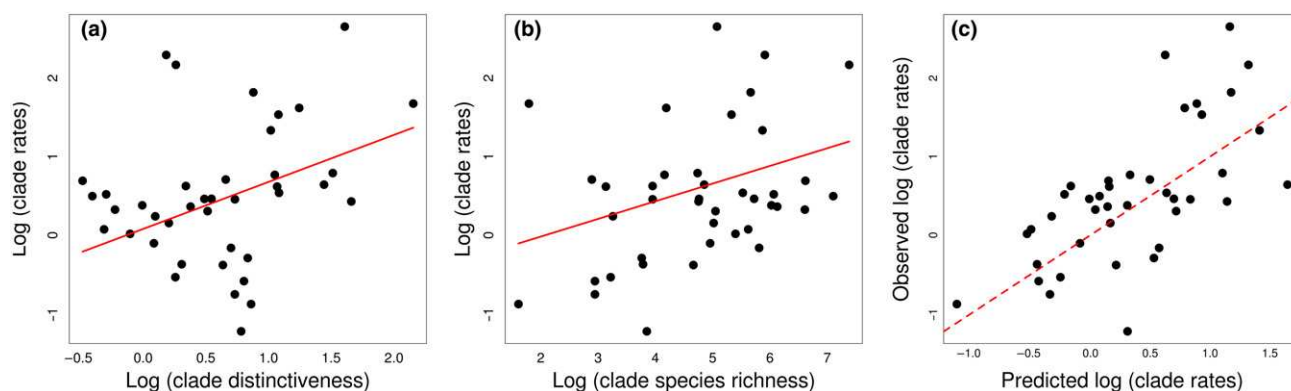 (a)
Log (clade rates)
2
1
0
−1
−0.5 0.0 0.5 1.0 1.5 2.0
Log (clade distinctiveness)
(b)
Log (clade rates)
2
1
0
−1
2 3 4 5 6 7
Log (clade species richness)
(c)
Observed log (clade rates)
2
1
0
−1
−1.0 0.0 0.5 1.0 1.5
Predicted log (clade rates)